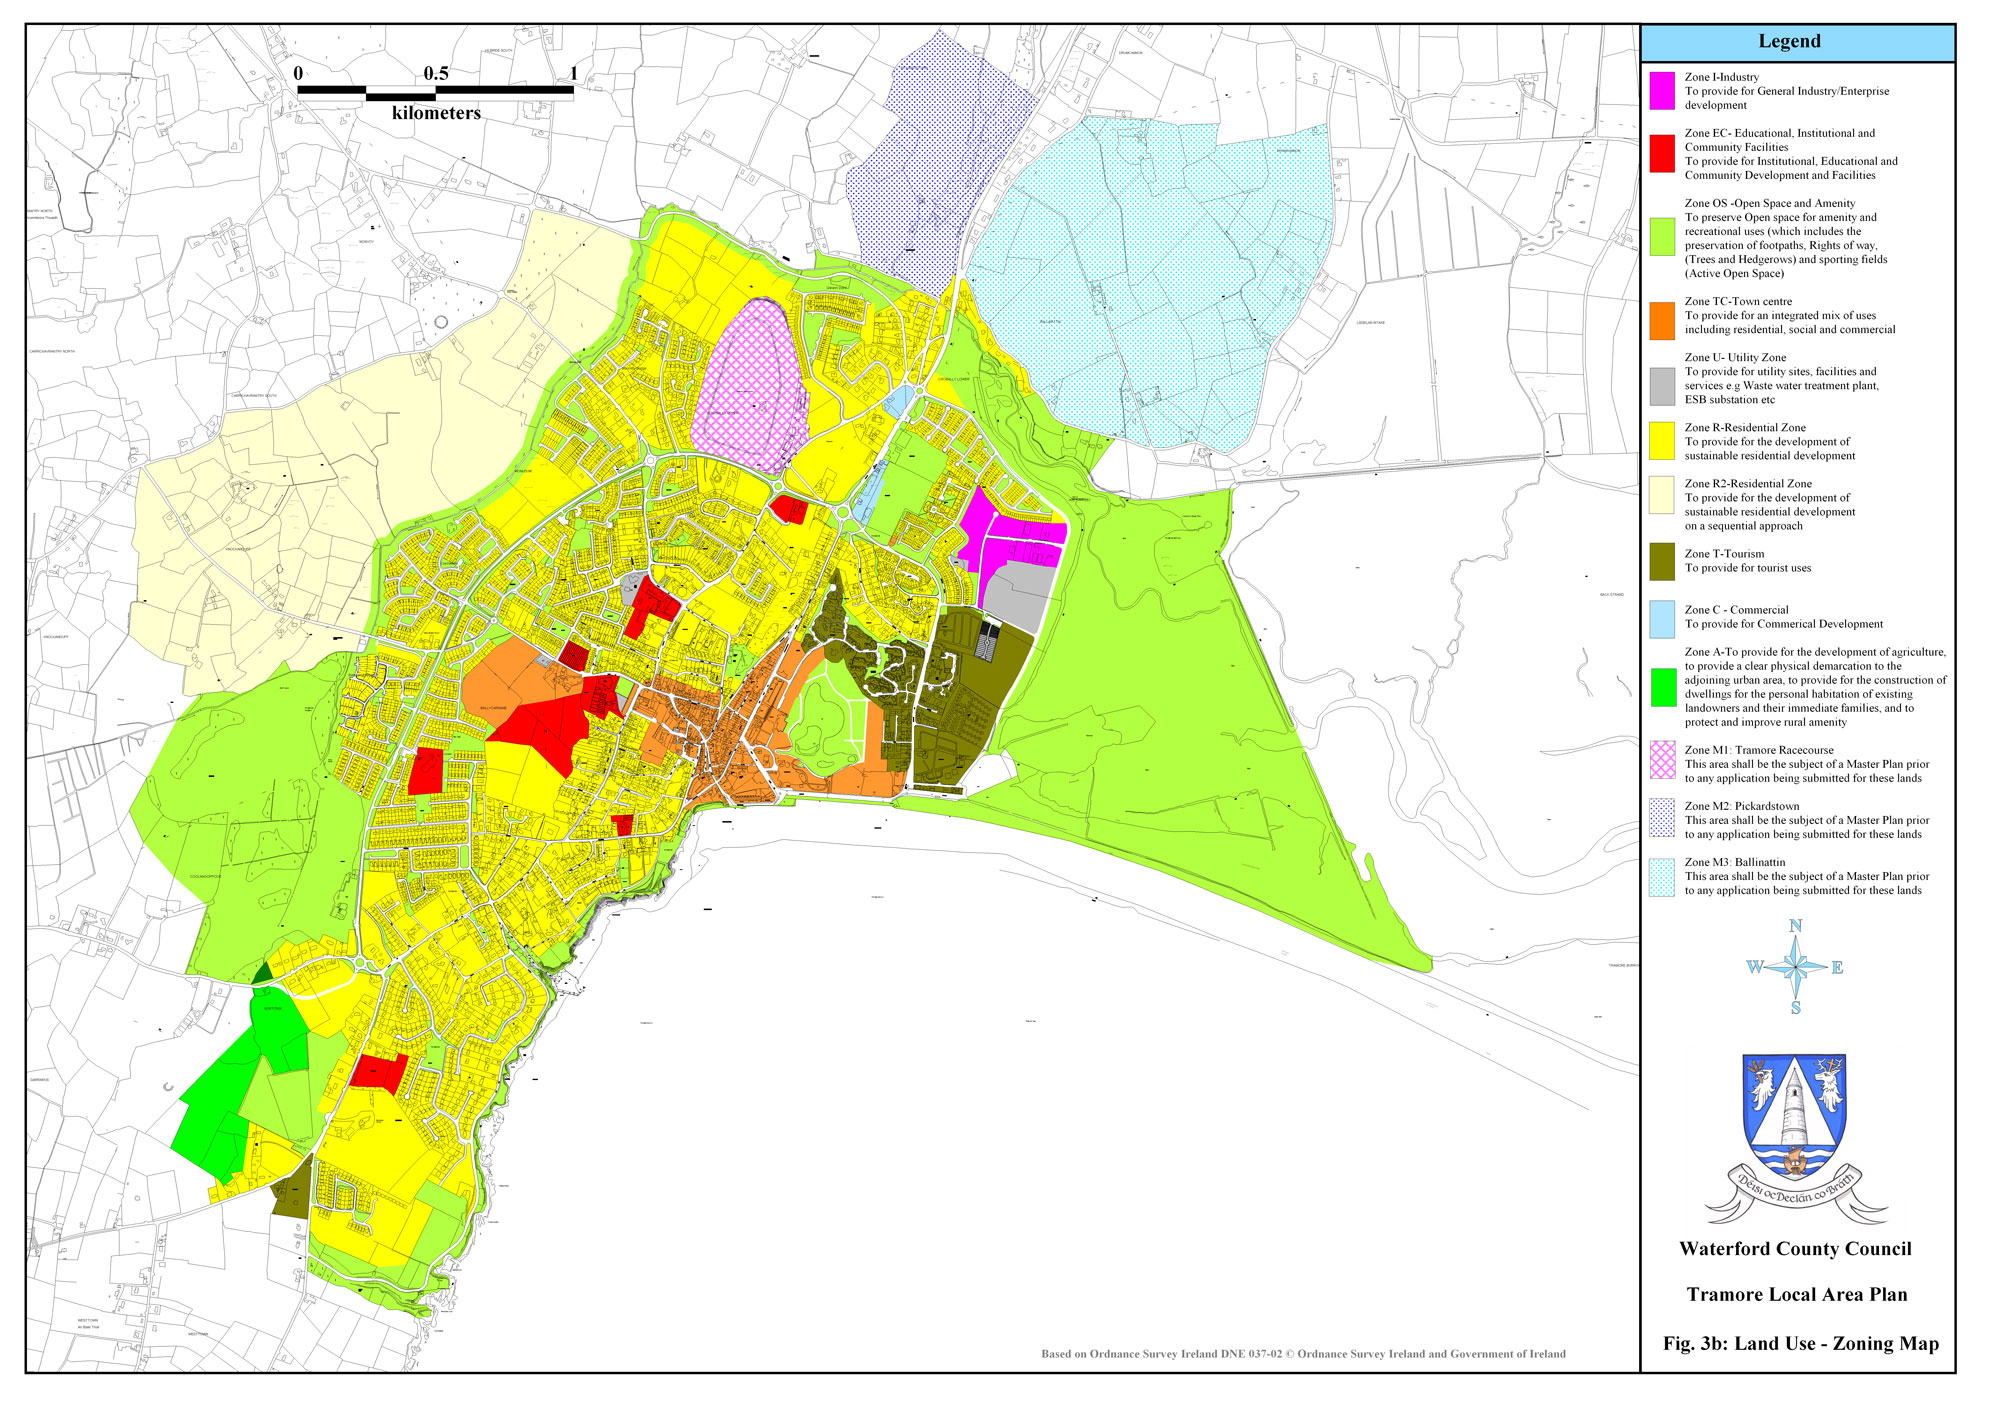 0 0.5 1
kilometers
KILBRIDE SOUTH
CARRICKAVRANTRY NORTH
CARRICKAVRANTRY SOUTH
COOLNAGOPPOGE
NEWTOWN
WESTTOWN
WESTTOWN
BACK STRAND
Based on Ordnance Survey Ireland DNE 037-02 © Ordnance Survey Ireland and Government of Ireland
Legend
Zone I-Industry
To provide for General Industry/Enterprise
development
Zone EC- Educational, Institutional and
Community Facilities
To provide for Institutional, Educational and
Community Development and Facilities
Zone OS -Open Space and Amenity
To preserve Open space for amenity and
recreational uses (which includes the
preservation of footpaths, Rights of way,
(Trees and Hedgerows) and sporting fields
(Active Open Space)
Zone TC-Town centre
To provide for an integrated mix of uses
including residential, social and commercial
Zone U- Utility Zone
To provide for utility sites, facilities and
services e.g Waste water treatment plant,
ESB substation etc
Zone R-Residential Zone
To provide for the development of
sustainable residential development
Zone R2-Residential Zone
To provide for the development of
sustainable residential development
on a sequential approach
Zone T-Tourism
To provide for tourist uses
Zone C - Commercial
To provide for Commerical Development
Zone A-To provide for the development of agriculture,
to provide a clear physical demarcation to the
adjoining urban area, to provide for the construction of
dwellings for the personal habitation of existing
landowners and their immediate families, and to
protect and improve rural amenity
Zone M1: Tramore Racecourse
This area shall be the subject of a Master Plan prior
to any application being submitted for these lands
Zone M2: Pickardstown
This area shall be the subject of a Master Plan prior
to any application being submitted for these lands
Zone M3: Ballinattin
This area shall be the subject of a Master Plan prior
to any application being submitted for these lands
N
W E
S
Déisi oc Declán co Bráth
Waterford County Council
Tramore Local Area Plan
Fig. 3b: Land Use - Zoning Map